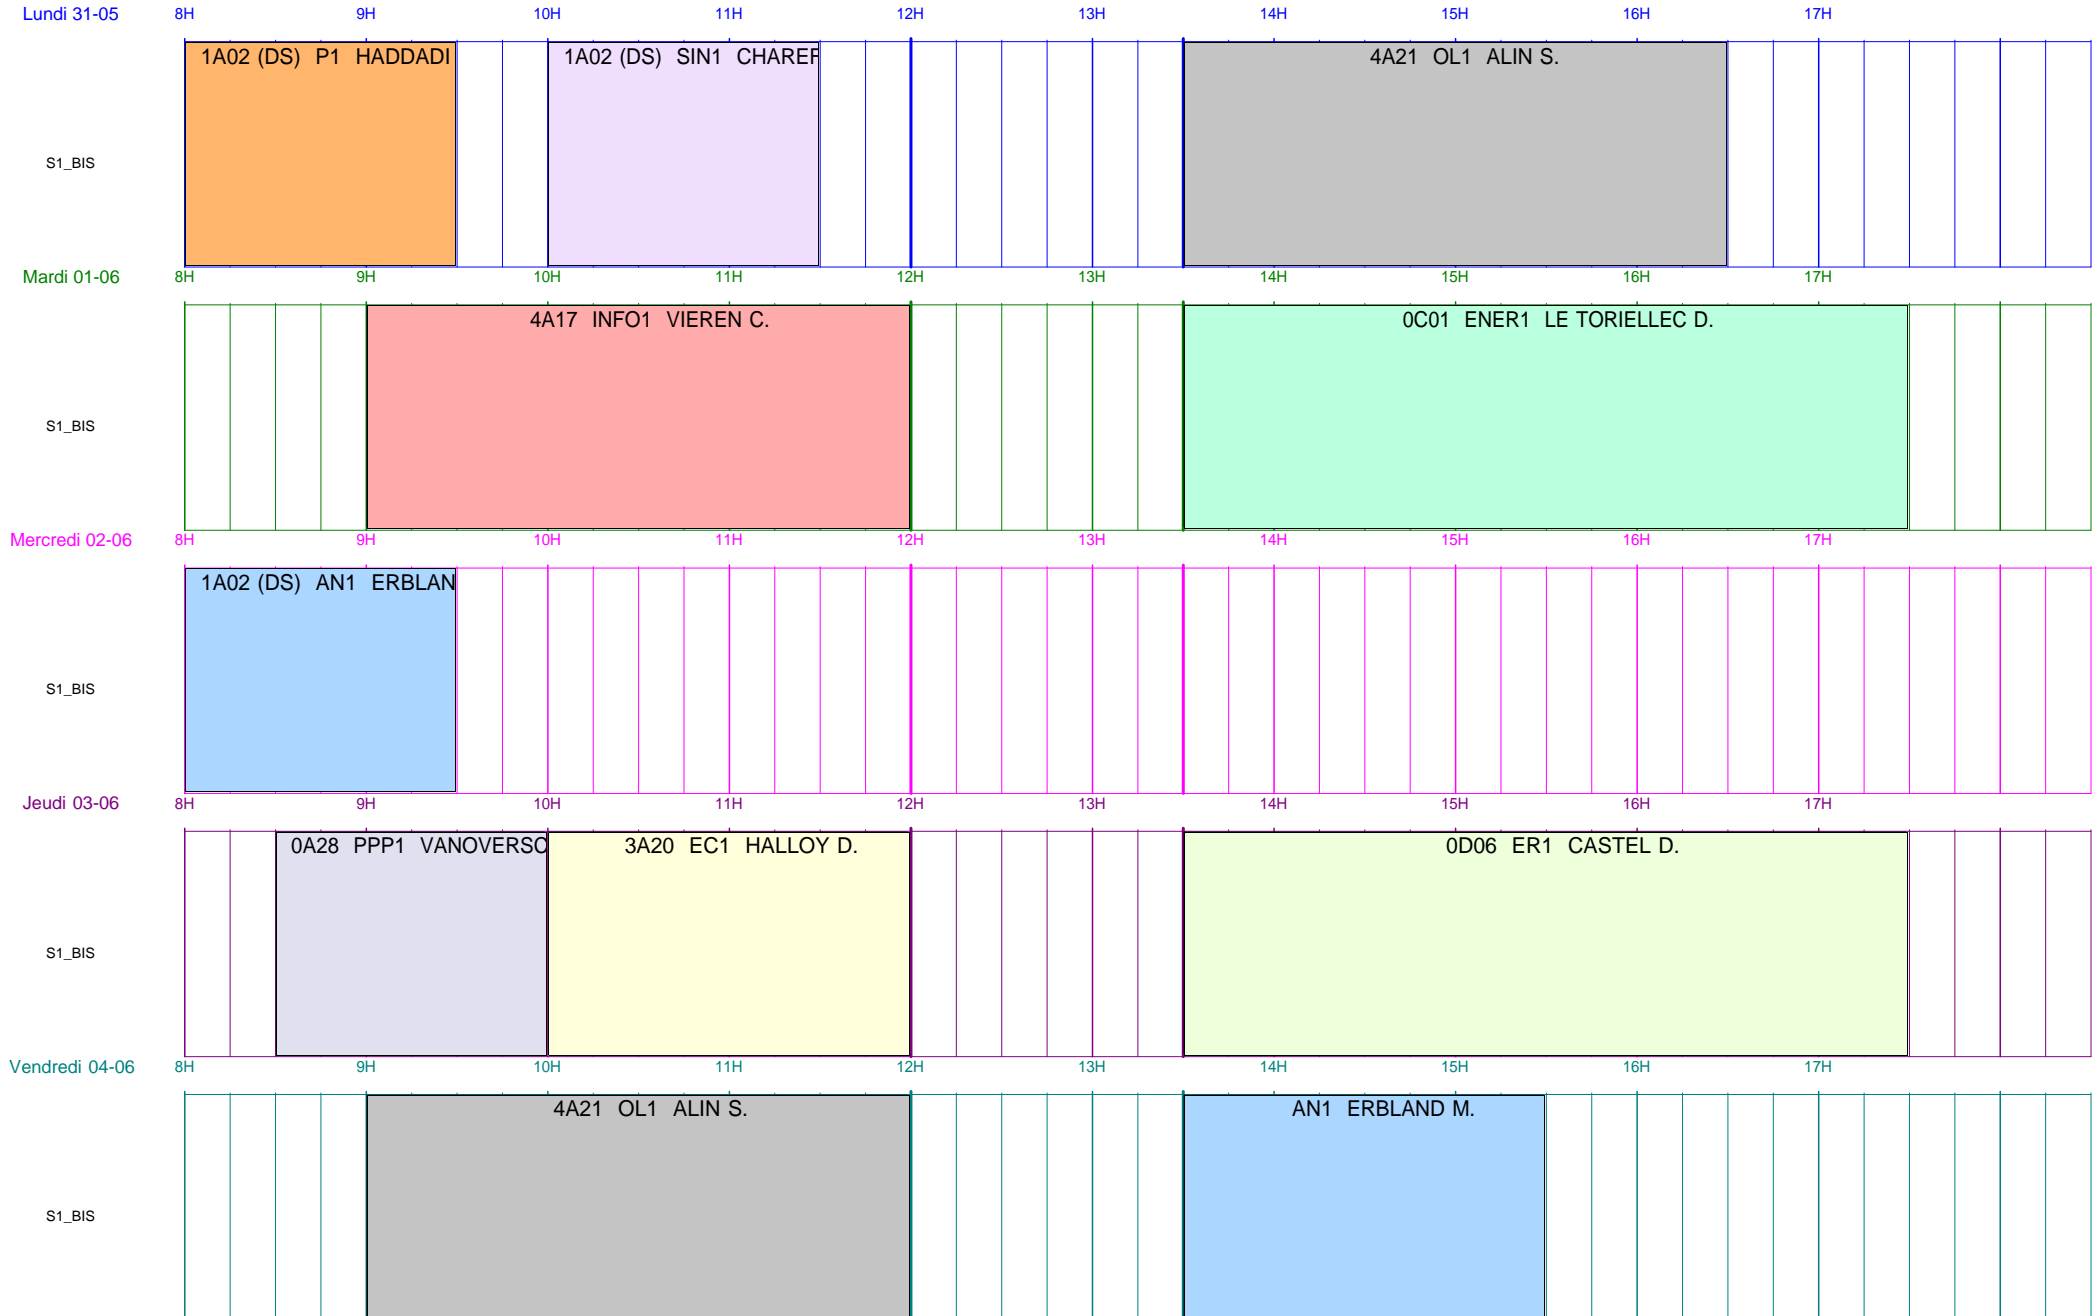 Lundi 31-05 8H 9H 10H 11H 12H 13H 14H 15H 16H 17H
1A02 (DS) P1 HADDADI 1A02 (DS) SIN1 CHAREF 4A21 OL1 ALIN S.
S1_BIS
Mardi 01-06 8H 9H 10H 11H 12H 13H 14H 15H 16H 17H
4A17 INFO1 VIEREN C. 0C01 ENER1 LE TORIELLEC D.
S1_BIS
Mercredi 02-06 8H 9H 10H 11H 12H 13H 14H 15H 16H 17H
1A02 (DS) AN1 ERBLAN
S1_BIS
Jeudi 03-06 8H 9H 10H 11H 12H 13H 14H 15H 16H 17H
0A28 PPP1 VANOVERSC 3A20 EC1 HALLOY D. 0D06 ER1 CASTEL D.
S1_BIS
Vendredi 04-06 8H 9H 10H 11H 12H 13H 14H 15H 16H 17H
4A21 OL1 ALIN S. AN1 ERBLAND M.
S1_BIS